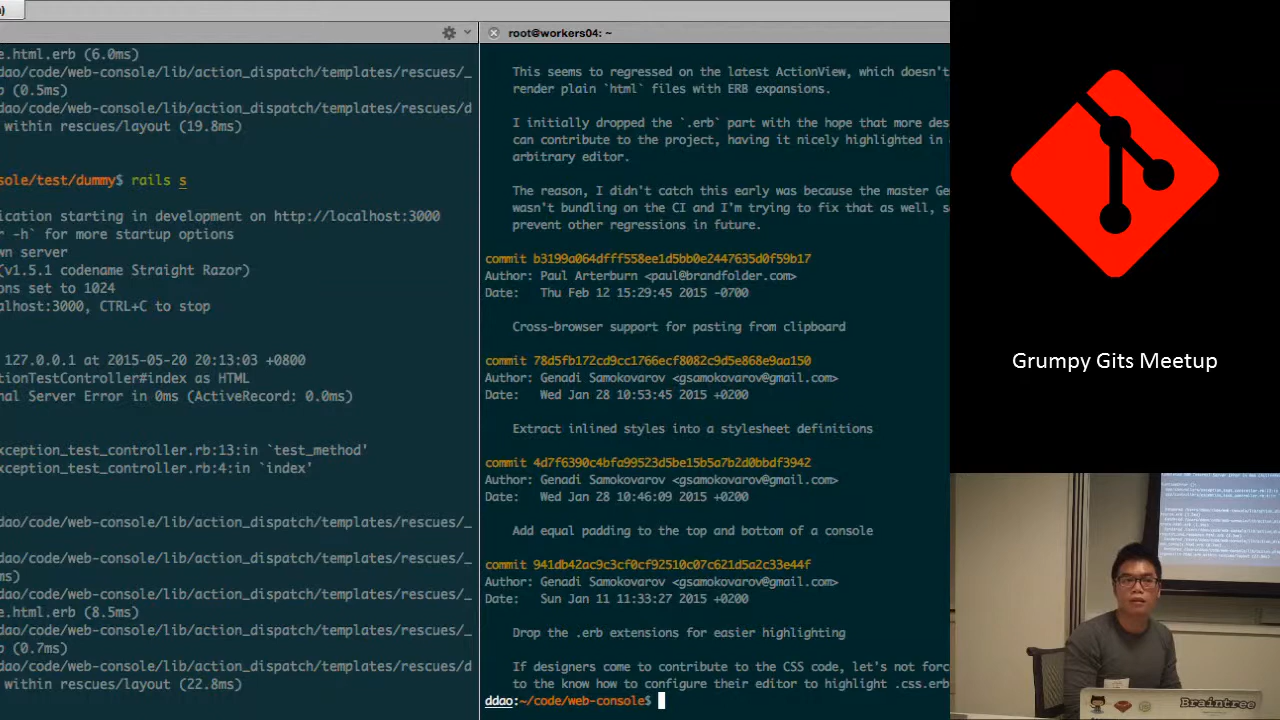 )
e.html.erb (6.0ms)
dao/code/web-console/lib/action_dispatch/templates/rescues/_
b (0.5ms)
dao/code/web-console/lib/action_dispatch/templates/rescues/d
within rescues/layout (19.8ms)
sole/test/dummy$ rails s
ication starting in development on http://localhost:3000
r -h` for more startup options
wn server
(v1.5.1 codename Straight Razor)
ons set to 1024
alhost:3000, CTRL+C to stop
127.0.0.1 at 2015-05-20 20:13:03 +0800
tionTestController#index as HTML
nal Server Error in 0ms (ActiveRecord: 0.0ms)
xception_test_controller.rb:13:in `test_method'
xception_test_controller.rb:4:in `index'
dao/code/web-console/lib/action_dispatch/templates/rescues/_
dao/code/web-console/lib/action_dispatch/templates/rescues/_
ms)
dao/code/web-console/lib/action_dispatch/templates/rescues/_
e.html.erb (8.5ms)
dao/code/web-console/lib/action_dispatch/templates/rescues/_
b (0.7ms)
dao/code/web-console/lib/action_dispatch/templates/rescues/d
within rescues/layout (22.8ms)
root@workers04: ~
This seems to regressed on the latest ActionView, which doesn't
render plain `html` files with ERB expansions.
I initially dropped the `.erb` part with the hope that more des
can contribute to the project, having it nicely highlighted in
arbitrary editor.
The reason, I didn't catch this early was because the master Ge
wasn't bundling on the CI and I'm trying to fix that as well, s
prevent other regressions in future.
commit b3199a064dfff558ee1d5bb0e2447635d0f59b17
Author: Paul Arterburn <paul@brandfolder.com>
Date: Thu Feb 12 15:29:45 2015 -0700
Cross-browser support for pasting from clipboard
commit 78d5fb172cd9cc1766ecf8082c9d5e868e9aa150
Author: Genadi Samokovarov <gsamokovarov@gmail.com>
Date: Wed Jan 28 10:53:45 2015 +0200
Extract inlined styles into a stylesheet definitions
commit 4d7f6390c4bfa99523d5be15b5a7b2d0bbdf3942
Author: Genadi Samokovarov <gsamokovarov@gmail.com>
Date: Wed Jan 28 10:46:09 2015 +0200
Add equal padding to the top and bottom of a console
commit 941db42ac9c3cf0cf92510c07c621d5a2c33e44f
Author: Genadi Samokovarov <gsamokovarov@gmail.com>
Date: Sun Jan 11 11:33:27 2015 +0200
Drop the .erb extensions for easier highlighting
If designers come to contribute to the CSS code, let's not forc
to the know how to configure their editor to highlight .css.erb
ddao:~/code/web-console$
Grumpy Gits Meetup
Braintree